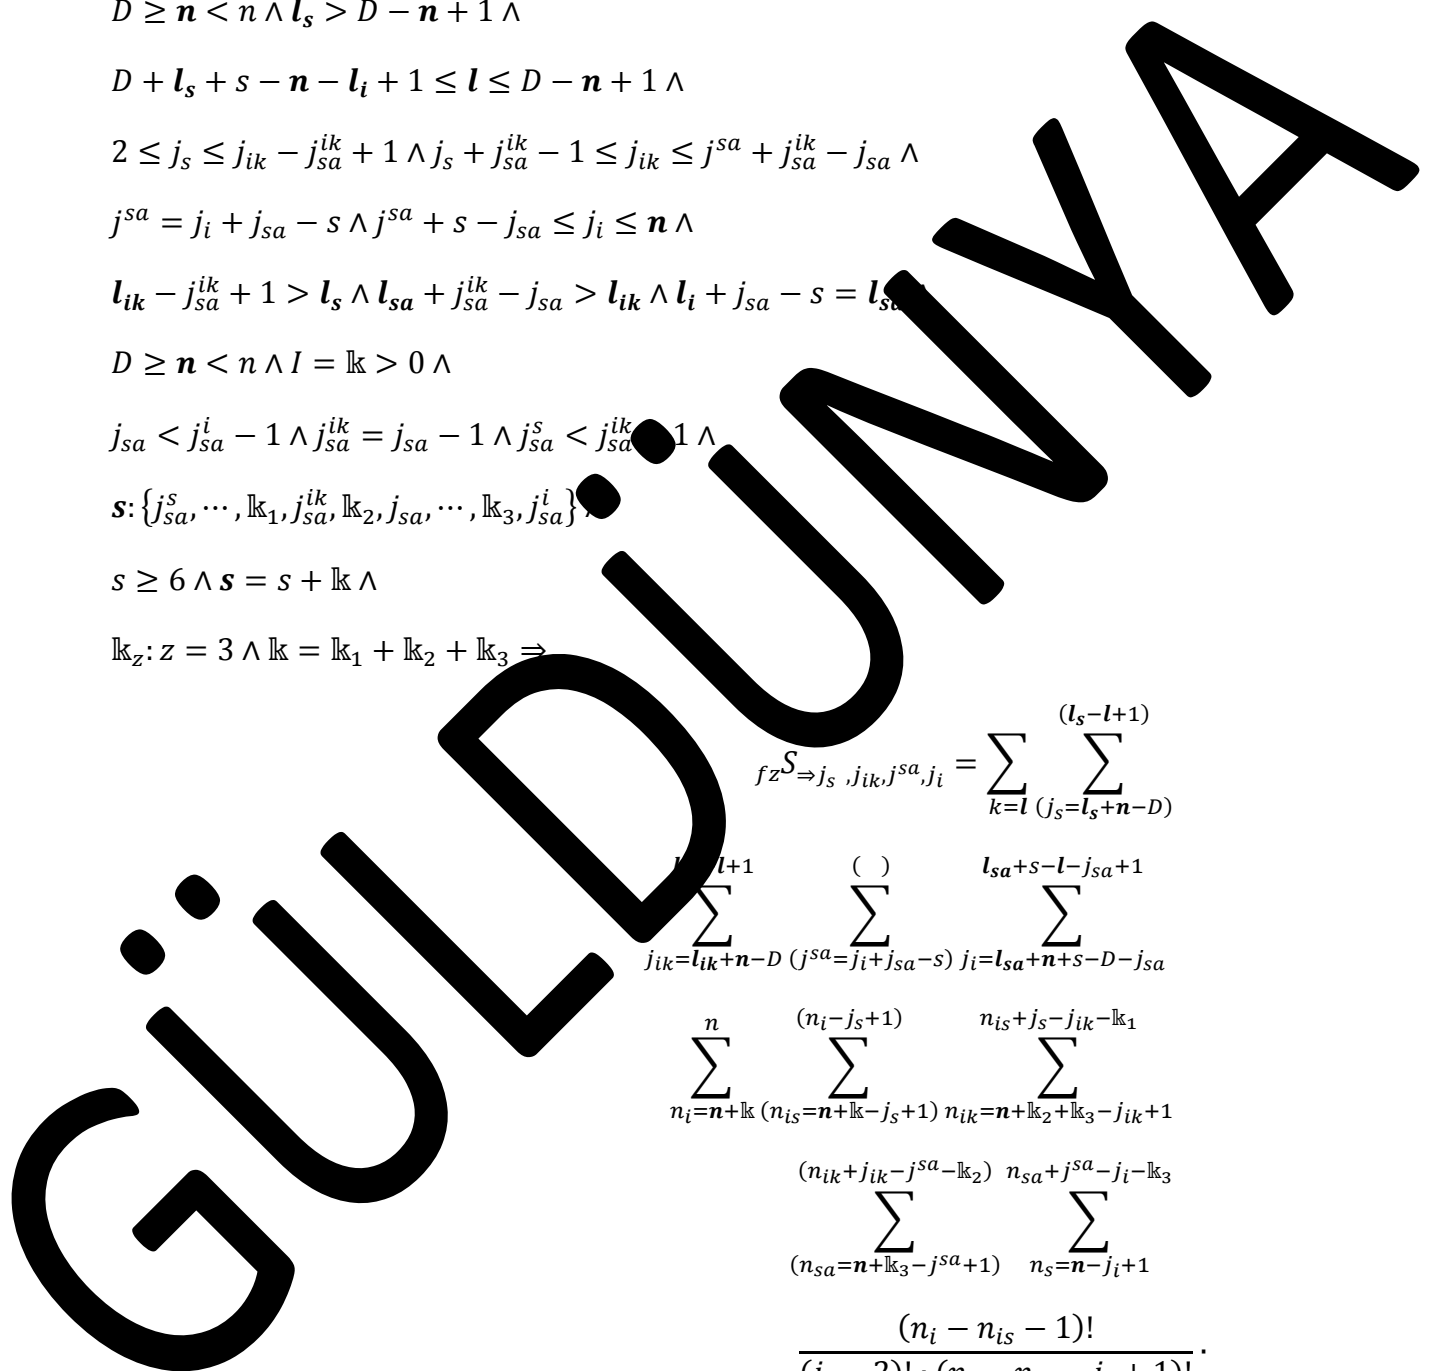 D ≥ 𝒏 < n ∧ 𝒍ₛ > D − 𝒏 + 1 ∧
D + 𝒍ₛ + s − 𝒏 − 𝒍ᵢ + 1 ≤ 𝒍 ≤ D − 𝒏 + 1 ∧
2 ≤ j_s ≤ j_{ik} − j_{sa}^{ik} + 1 ∧ j_s + j_{sa}^{ik} − 1 ≤ j_{ik} ≤ j^{sa} + j_{sa}^{ik} − j_{sa} ∧
j^{sa} = j_i + j_{sa} − s ∧ j^{sa} + s − j_{sa} ≤ j_i ≤ 𝒏 ∧
𝒍_{ik} − j_{sa}^{ik} + 1 > 𝒍_s ∧ 𝒍_{sa} + j_{sa}^{ik} − j_{sa} > 𝒍_{ik} ∧ 𝒍_i + j_{sa} − s =
D ≥ 𝒏 < n ∧ I = 𝕜 > 0 ∧
j_{sa} < j_{sa}^{i} − 1 ∧ j_{sa}^{ik} = j_{sa} − 1 ∧ j_{sa}^{s} < j_{sa}^{ik} 1 ∧
𝒔: {j_{sa}^{s}, ⋯ , 𝕜_1, j_{sa}^{ik}, 𝕜_2, j_{sa}, ⋯ , 𝕜_3, j_{sa}^{i}}
s ≥ 6 ∧ 𝒔 = s + 𝕜 ∧
𝕜_z: z = 3 ∧ 𝕜 = 𝕜_1 + 𝕜_2 + 𝕜_3 ⇒
_{fz}S_{⇒j_s ,j_{ik},j^{sa},j_i} = ∑_{k=𝒍} ∑_{(j_s=𝒍_s+𝒏−D)}^{(𝒍_s−𝒍+1)}
∑_{j_{ik}=𝒍_{ik}+𝒏−D}^{𝒍+1} ∑_{(j^{sa}=j_i+j_{sa}−s)}^{( )} ∑_{j_i=𝒍_{sa}+𝒏+s−D−j_{sa}}^{𝒍_{sa}+s−𝒍−j_{sa}+1}
∑_{n_i=𝒏+𝕜}^{n} ∑_{(n_{is}=𝒏+𝕜−j_s+1)}^{(n_i−j_s+1)} ∑_{n_{ik}=𝒏+𝕜_2+𝕜_3−j_{ik}+1}^{n_{is}+j_s−j_{ik}−𝕜_1}
∑_{(n_{sa}=𝒏+𝕜_3−j^{sa}+1)}^{(n_{ik}+j_{ik}−j^{sa}−𝕜_2)} ∑_{n_s=𝒏−j_i+1}^{n_{sa}+j^{sa}−j_i−𝕜_3}
(n_i − n_{is} − 1)!
GÜLDÜNYA